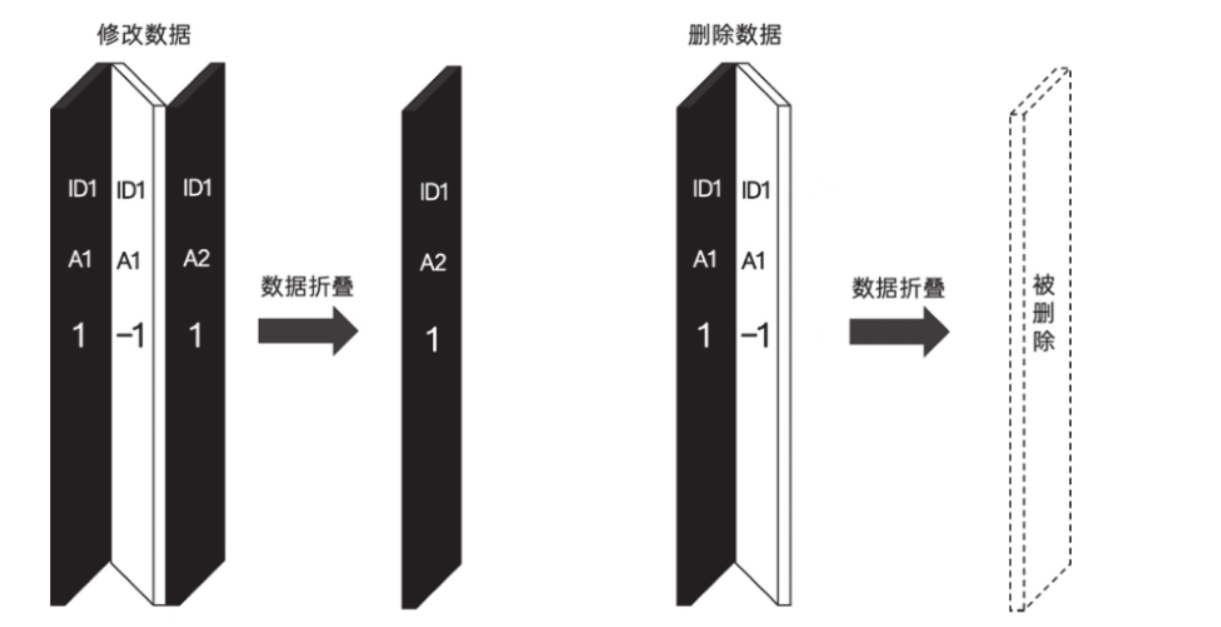 修改数据
ID1 ID1 ID1
A1 A1 A2
1 −1 1
数据折叠
ID1
A2
1
删除数据
ID1 ID1
A1 A1
1 −1
数据折叠
被
删
除